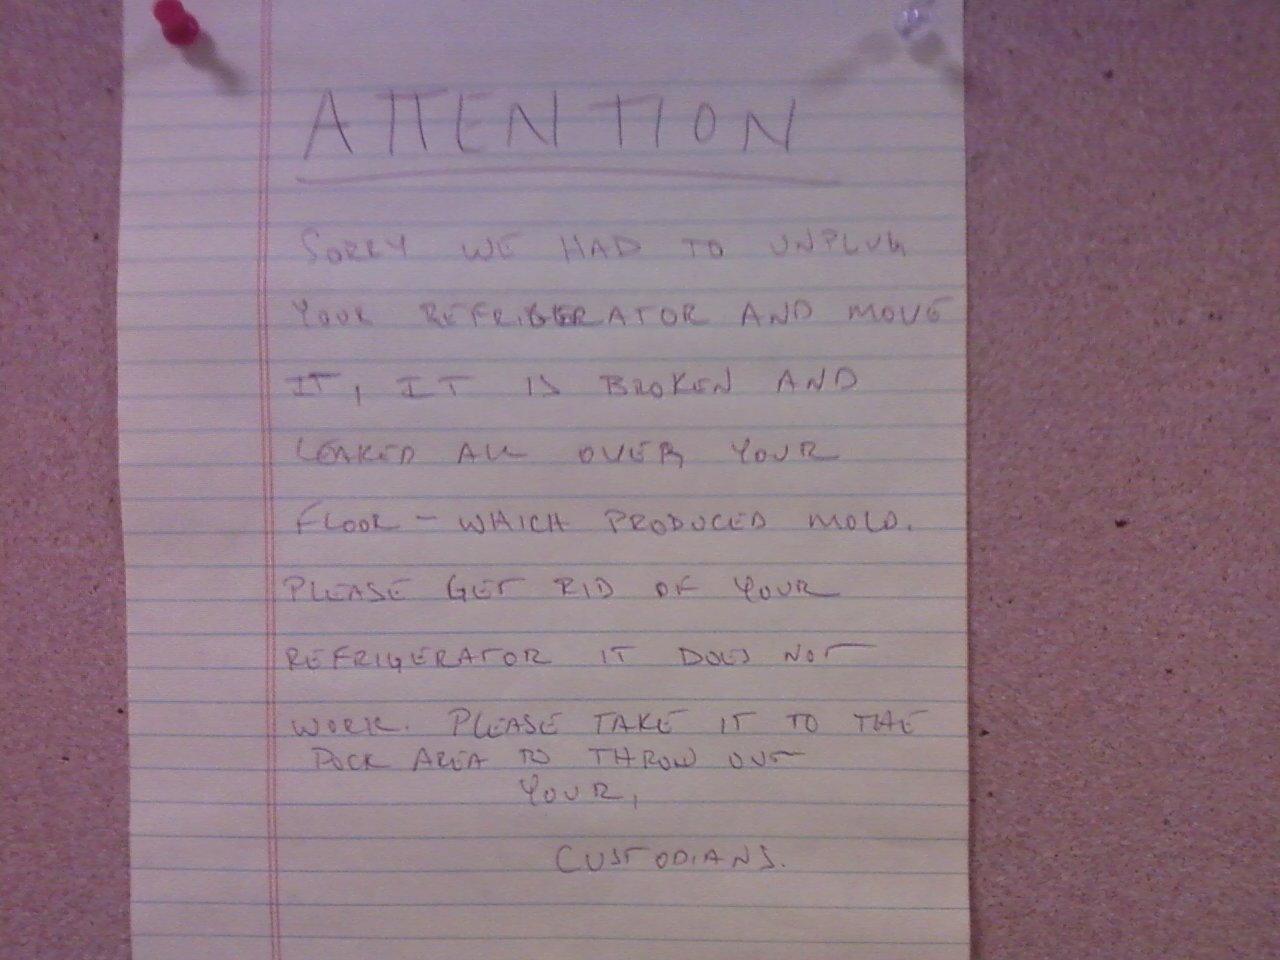 ATTENTION
SORRY WE HAD TO UNPLUG
YOUR REFRIGERATOR AND MOVE
IT, IT IS BROKEN AND
LEAKED ALL OVER YOUR
FLOOR - WHICH PRODUCED MOLD.
PLEASE GET RID OF YOUR
REFRIGERATOR IT DOES NOT
WORK. PLEASE TAKE IT TO THE
DOCK AREA TO THROW OUT
YOUR,
CUSTODIANS.